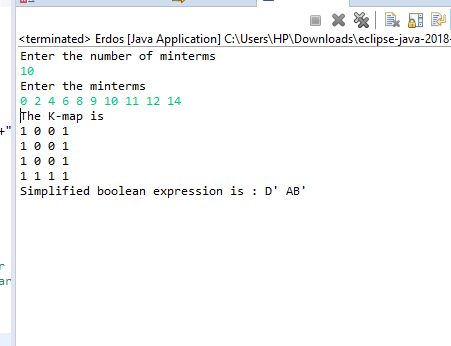 <terminated> Erdos [Java Application] C:\Users\HP\Downloads\eclipse-java-2018-
Enter the number of minterms
10
Enter the minterms
0 2 4 6 8 9 10 11 12 14
The K-map is
1 0 0 1
+"
1 0 0 1
1 0 0 1
1 1 1 1
Simplified boolean expression is : D' AB'
r
ar